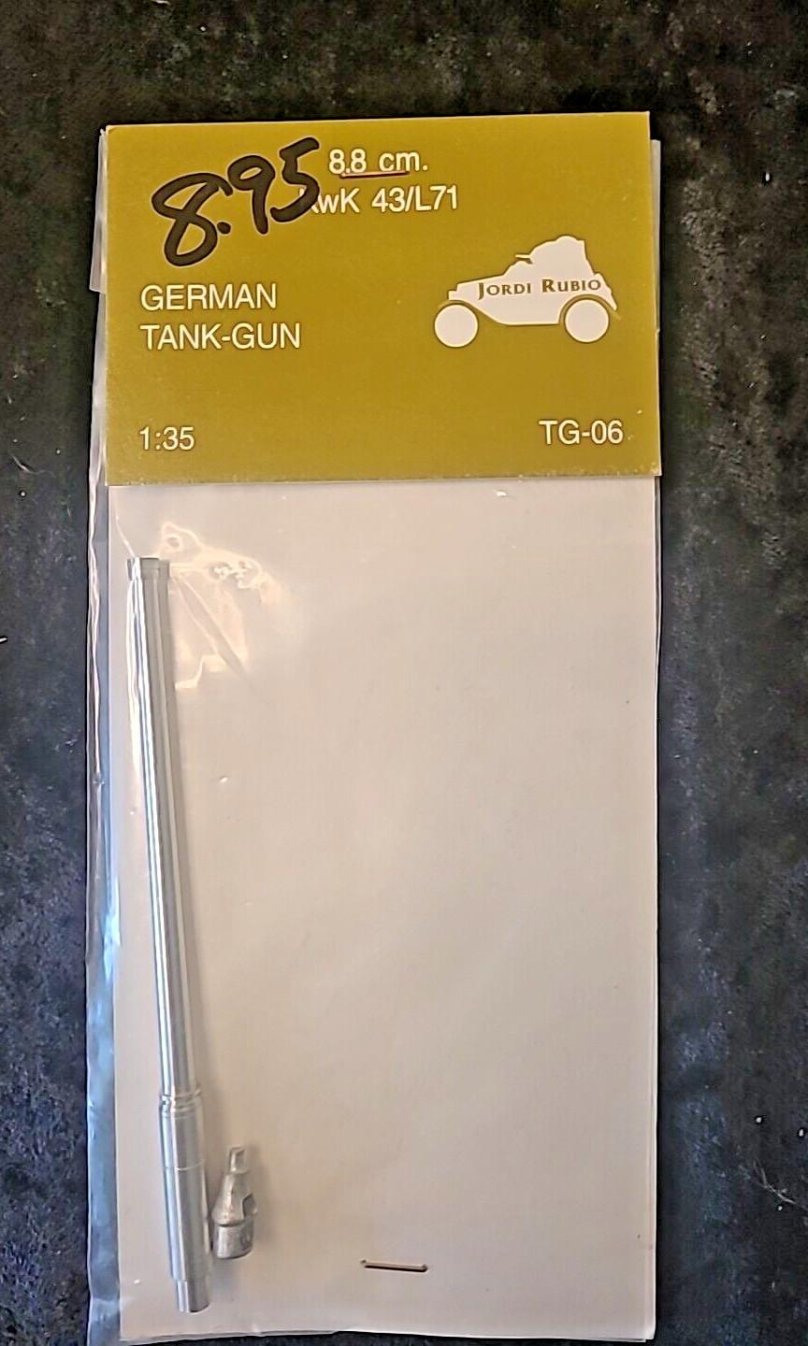 8.95
8.8 cm.
KwK 43/L71
GERMAN
TANK-GUN
JORDI RUBIO
1:35
TG-06